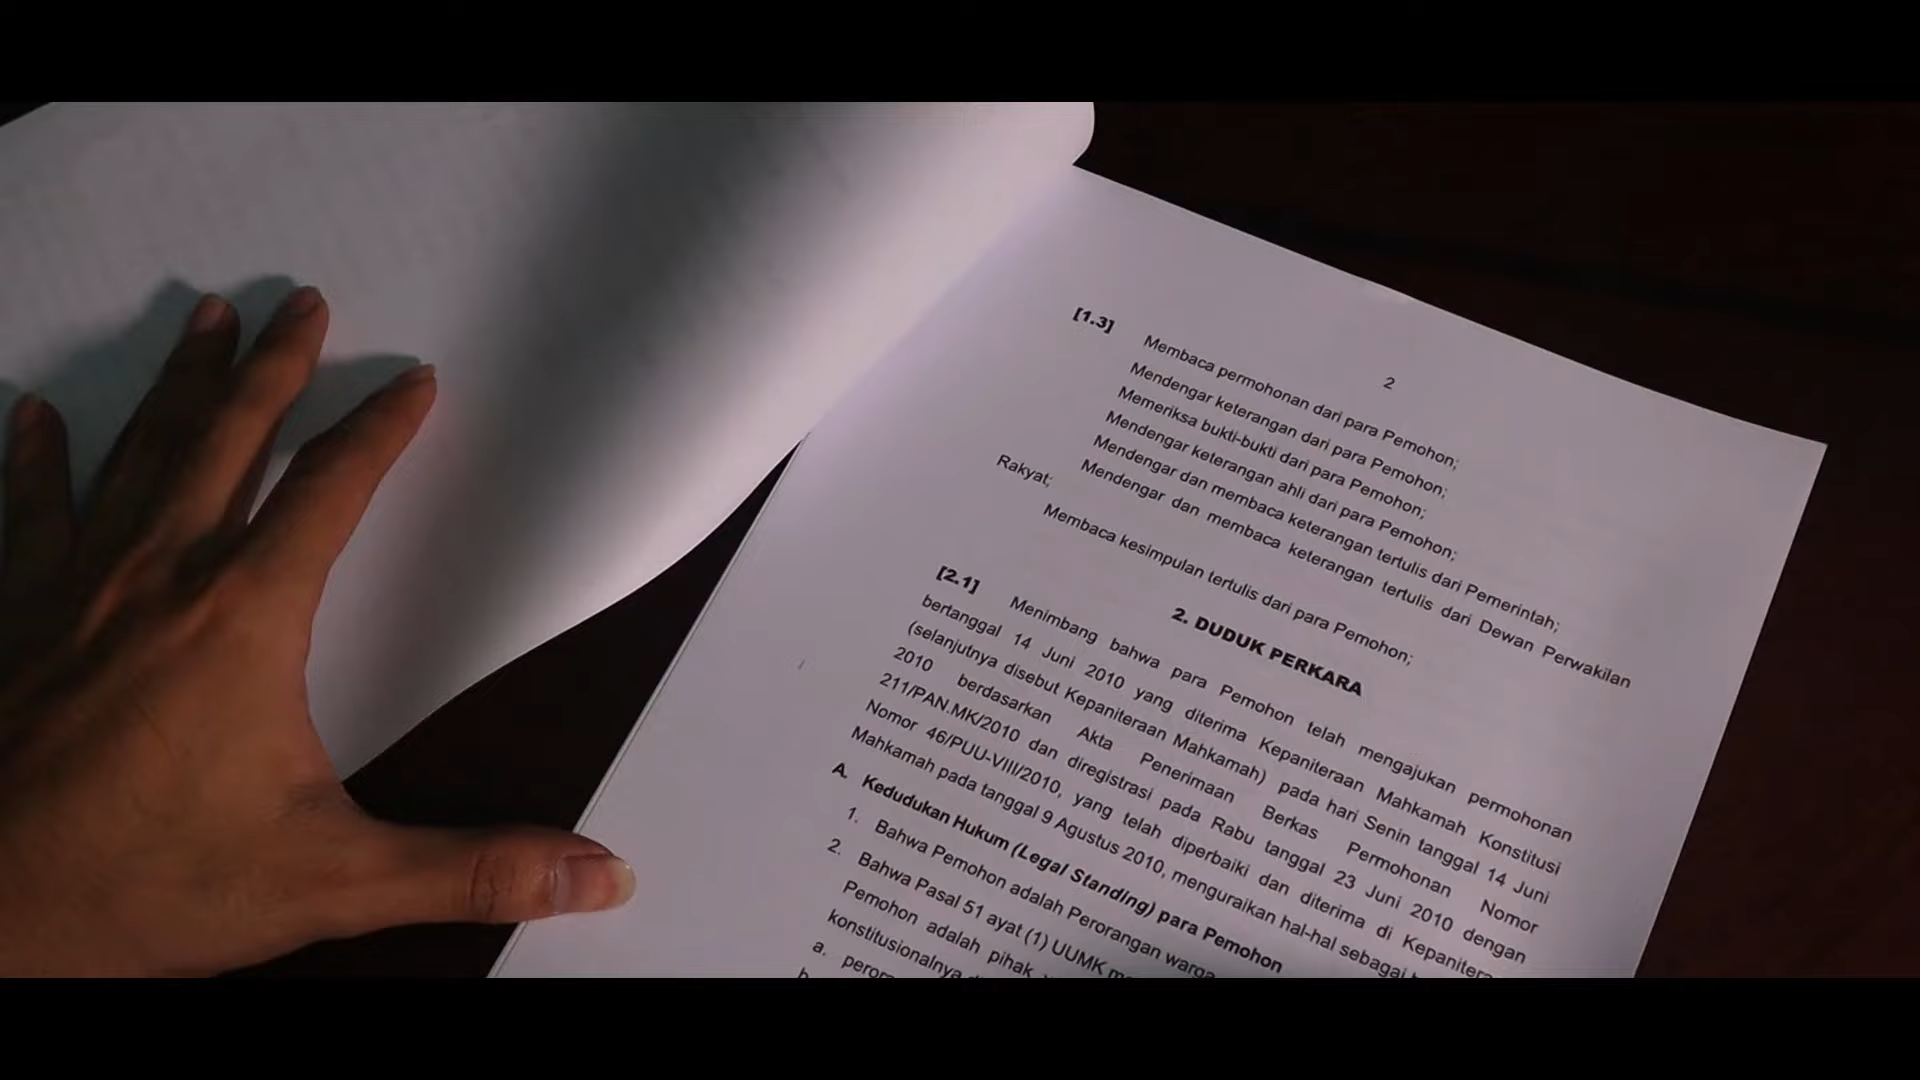 2
[1.3] Membaca permohonan dari para Pemohon;
Mendengar keterangan dari para Pemohon;
Memeriksa bukti-bukti dari para Pemohon;
Mendengar keterangan ahli dari para Pemohon;
Mendengar dan membaca keterangan tertulis dari Pemerintah;
Mendengar dan membaca keterangan tertulis dari Dewan Perwakilan
Rakyat;
Membaca kesimpulan tertulis dari para Pemohon;
2. DUDUK PERKARA
[2.1] Menimbang bahwa para Pemohon telah mengajukan permohonan
bertanggal 14 Juni 2010 yang diterima Kepaniteraan Mahkamah Konstitusi
(selanjutnya disebut Kepaniteraan Mahkamah) pada hari Senin tanggal 14 Juni
2010 berdasarkan Akta Penerimaan Berkas Permohonan Nomor
211/PAN.MK/2010 dan diregistrasi pada Rabu tanggal 23 Juni 2010 dengan
Nomor 46/PUU-VIII/2010, yang telah diperbaiki dan diterima di Kepanitera
Mahkamah pada tanggal 9 Agustus 2010, menguraikan hal-hal sebagai
A. Kedudukan Hukum (Legal Standing) para Pemohon
1. Bahwa Pemohon adalah Perorangan warga
2. Bahwa Pasal 51 ayat (1) UUMK
Pemohon adalah pihak
konstitusionalnya
a. peror
b